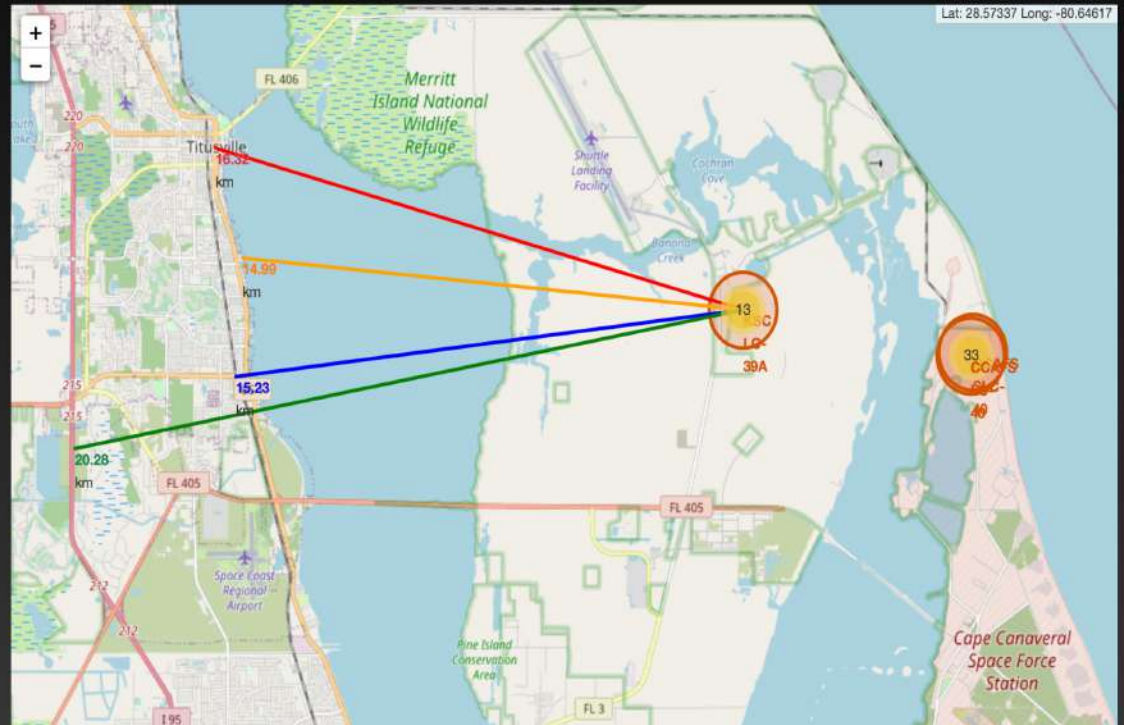 +
−
Lat: 28.57337 Long: -80.64617
FL 406
Merritt
Island National
Wildlife
Refuge
220
220
Titusville
16.32
km
Shuttle
Landing
Facility
Cochran
Cove
Banana
Creek
14.99
km
13
KSC
LC-
39A
33
215
215
15.23
km
20.28
km
FL 405
FL 405
Space Coast
Regional
Airport
212
212
Pine Island
Conservation
Area
Cape Canaveral
Space Force
Station
FL 3
I 95